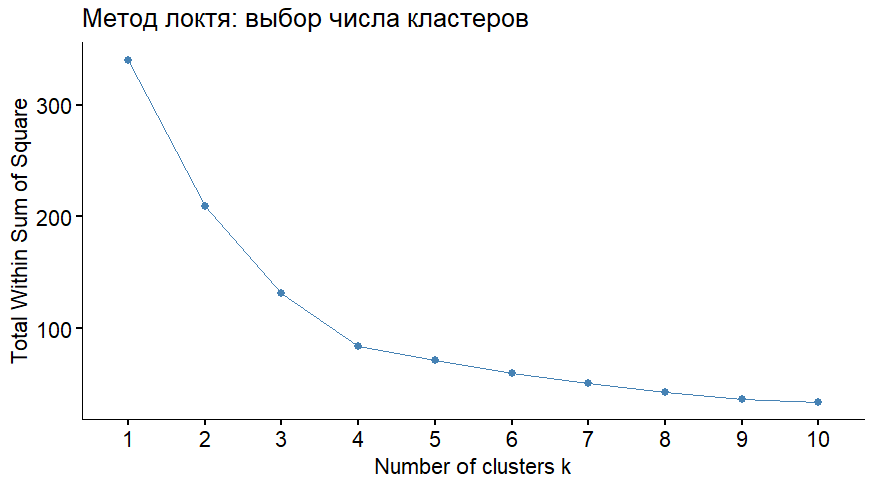 Метод локтя: выбор числа кластеров
Total Within Sum of Square
300
200
100
1 2 3 4 5 6 7 8 9 10
Number of clusters k